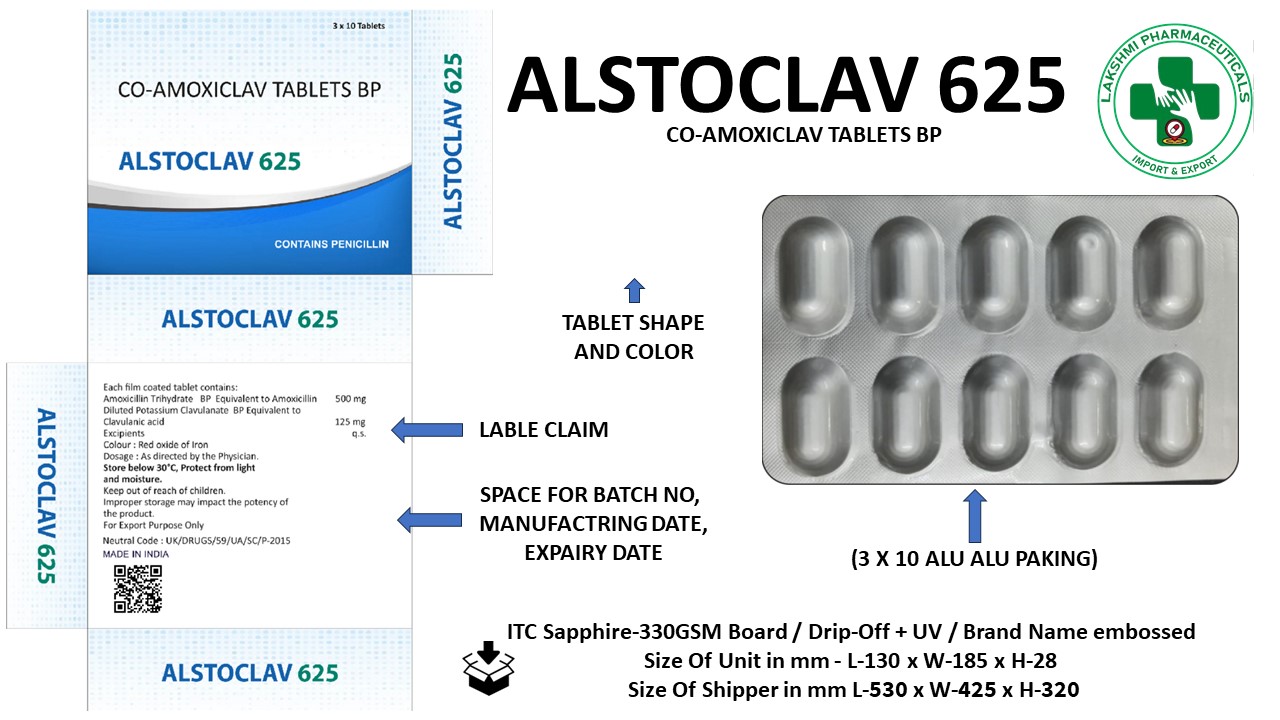 3 x 10 Tablets
CO-AMOXICLAV TABLETS BP
ALSTOCLAV 625
CONTAINS PENICILLIN
ALSTOCLAV 625
ALSTOCLAV 625
ALSTOCLAV 625
Each film coated tablet contains:
Amoxicillin Trihydrate BP Equivalent to Amoxicillin 500 mg
Diluted Potassium Clavulanate BP Equivalent to
Clavulanic acid 125 mg
Excipients q.s.
Colour : Red oxide of Iron
Dosage : As directed by the Physician.
Store below 30°C, Protect from light
and moisture.
Keep out of reach of children.
Improper storage may impact the potency of
the product.
For Export Purpose Only
Neutral Code : UK/DRUGS/59/UA/SC/P-2015
MADE IN INDIA
ALSTOCLAV 625
ALSTOCLAV 625
CO-AMOXICLAV TABLETS BP
LAKSHMI PHARMACEUTICALS
IMPORT & EXPORT
TABLET SHAPE
AND COLOR
LABLE CLAIM
SPACE FOR BATCH NO,
MANUFACTRING DATE,
EXPAIRY DATE
(3 X 10 ALU ALU PAKING)
ITC Sapphire-330GSM Board / Drip-Off + UV / Brand Name embossed
Size Of Unit in mm - L-130 x W-185 x H-28
Size Of Shipper in mm L-530 x W-425 x H-320